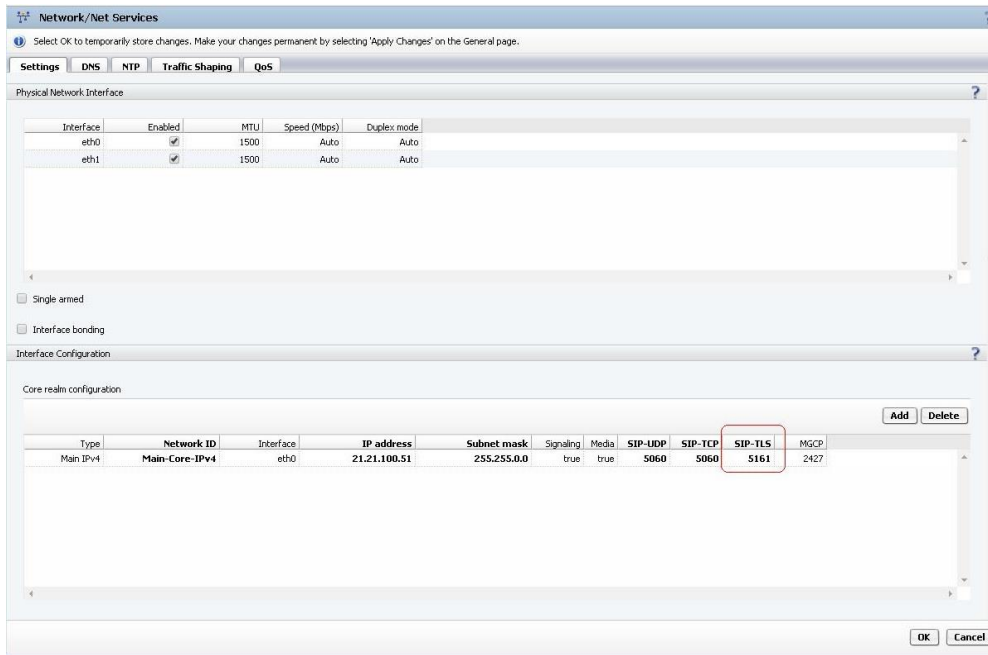 Network/Net Services
?
Select OK to temporarily store changes. Make your changes permanent by selecting 'Apply Changes' on the General page.
Settings DNS NTP Traffic Shaping QoS
Physical Network Interface ?
Interface Enabled MTU Speed (Mbps) Duplex mode
eth0 1500 Auto Auto
eth1 1500 Auto Auto
Single armed
Interface bonding
Interface Configuration ?
Core realm configuration
Add Delete
Type Network ID Interface IP address Subnet mask Signaling Media SIP-UDP SIP-TCP SIP-TLS MGCP
Main IPv4 Main-Core-IPv4 eth0 21.21.100.51 255.255.0.0 true true 5060 5060 5161 2427
OK Cancel